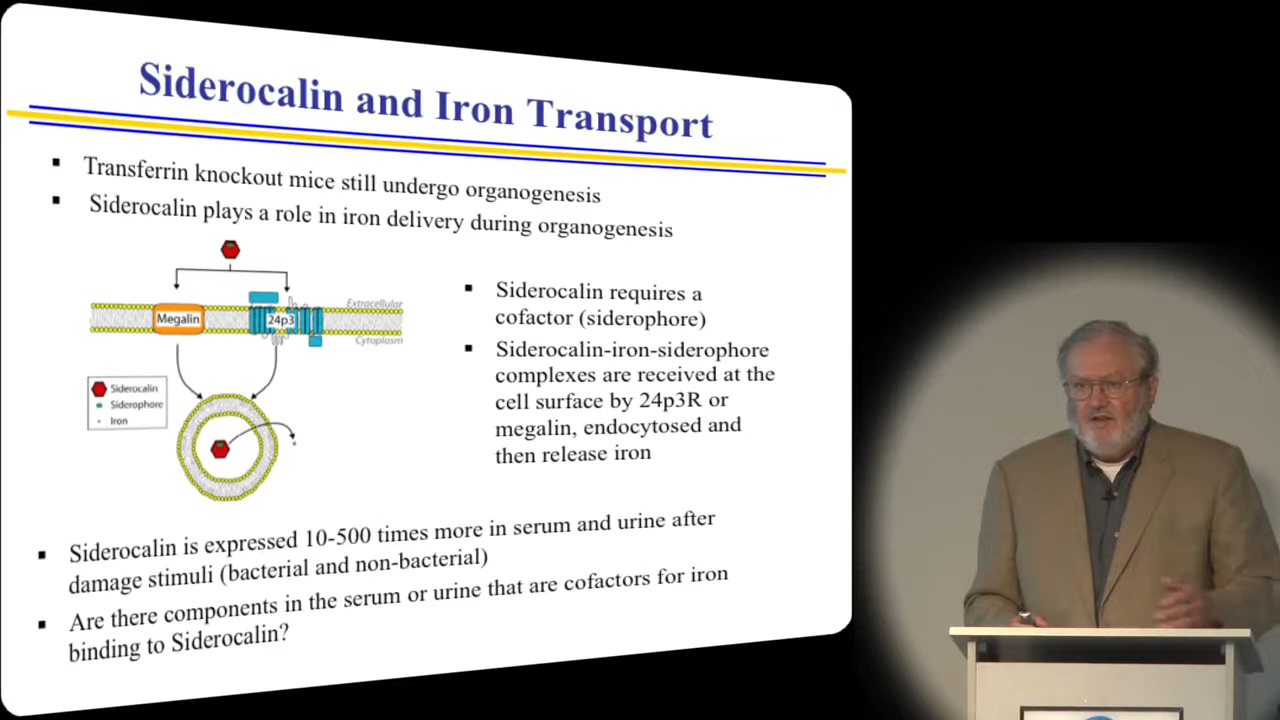 Siderocalin and Iron Transport
Transferrin knockout mice still undergo organogenesis
Siderocalin plays a role in iron delivery during organogenesis
Extracellular
Megalin
24p3
Cytoplasm
Siderocalin
Siderophore
Iron
Siderocalin requires a
cofactor (siderophore)
Siderocalin-iron-siderophore
complexes are received at the
cell surface by 24p3R or
megalin, endocytosed and
then release iron
Siderocalin is expressed 10-500 times more in serum and urine after
damage stimuli (bacterial and non-bacterial)
Are there components in the serum or urine that are cofactors for iron
binding to Siderocalin?